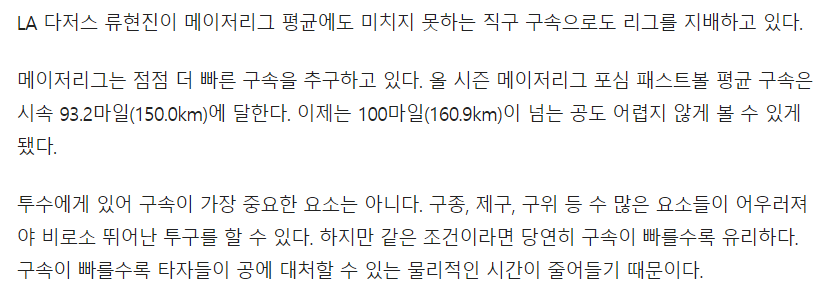 LA 다저스 류현진이 메이저리그 평균에도 미치지 못하는 직구 구속으로도 리그를 지배하고 있다.
메이저리그는 점점 더 빠른 구속을 추구하고 있다. 올 시즌 메이저리그 포심 패스트볼 평균 구속은
시속 93.2마일(150.0km)에 달한다. 이제는 100마일(160.9km)이 넘는 공도 어렵지 않게 볼 수 있게
됐다.
투수에게 있어 구속이 가장 중요한 요소는 아니다. 구종, 제구, 구위 등 수 많은 요소들이 어우러져
야 비로소 뛰어난 투구를 할 수 있다. 하지만 같은 조건이라면 당연히 구속이 빠를수록 유리하다.
구속이 빠를수록 타자들이 공에 대처할 수 있는 물리적인 시간이 줄어들기 때문이다.